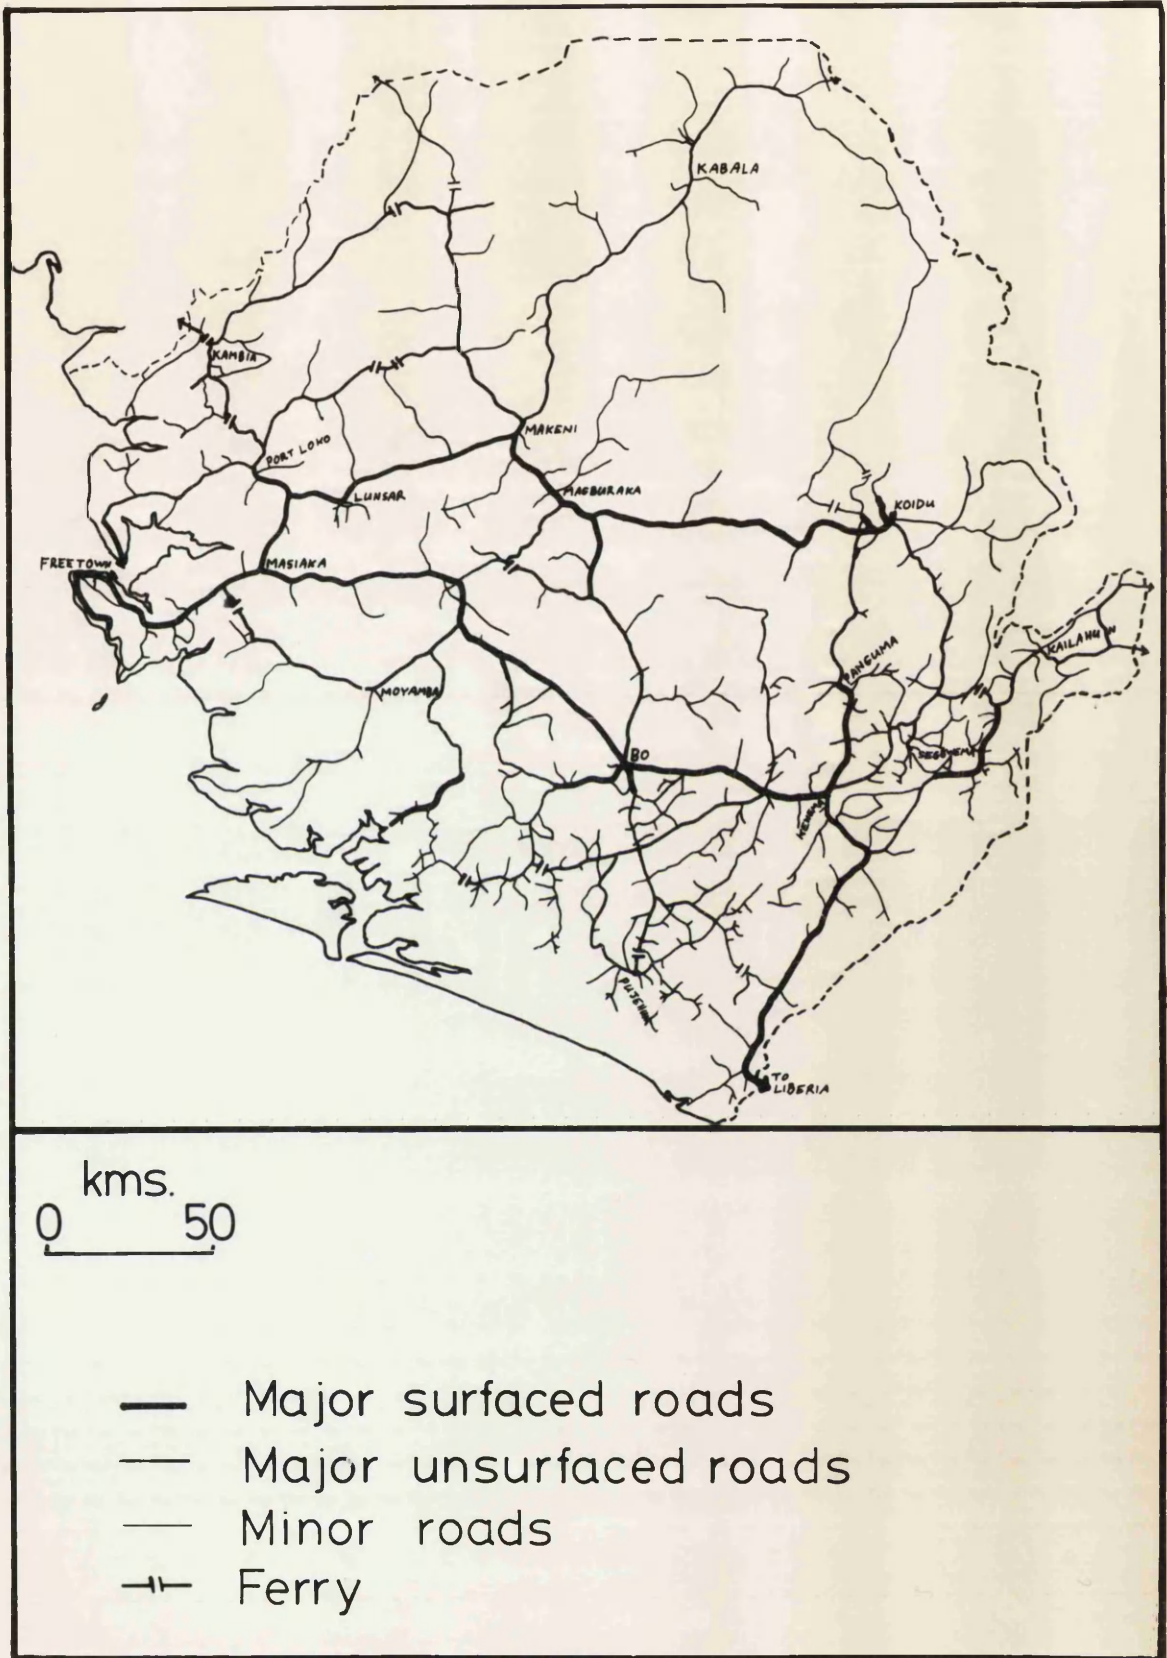 KABALA
KAMBIA
MAKENI
PORT LOKO
LUNSAR
MAGBURAKA
KOIDU
FREETOWN
MASIAKA
KAILAHUN
PANGUMA
MOYAMBA
BO
SEGBWEMA
KENEMA
PUJEHUN
TO
LIBERIA
kms.
0 50
Major surfaced roads
Major unsurfaced roads
Minor roads
Ferry